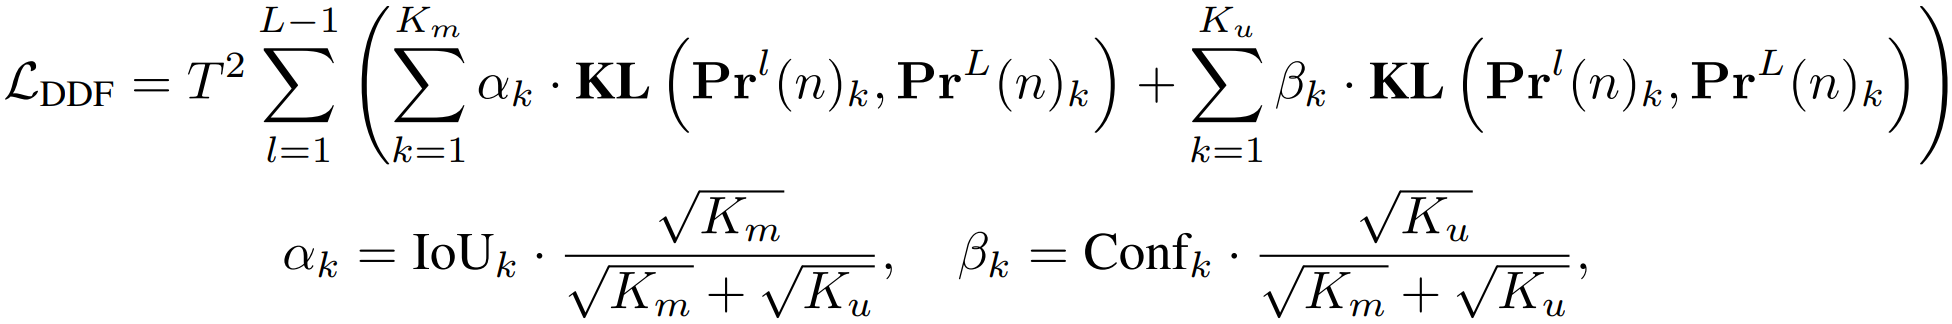 \mathcal{L}_{\text{DDF}} = T^2 \sum_{l=1}^{L-1} \left( \sum_{k=1}^{K_m} \alpha_k \cdot \mathbf{KL}\left(\mathbf{Pr}^l(n)_k, \mathbf{Pr}^L(n)_k\right) + \sum_{k=1}^{K_u} \beta_k \cdot \mathbf{KL}\left(\mathbf{Pr}^l(n)_k, \mathbf{Pr}^L(n)_k\right) \right)
\alpha_k = \text{IoU}_k \cdot \frac{\sqrt{K_m}}{\sqrt{K_m} + \sqrt{K_u}}, \quad \beta_k = \text{Conf}_k \cdot \frac{\sqrt{K_u}}{\sqrt{K_m} + \sqrt{K_u}},